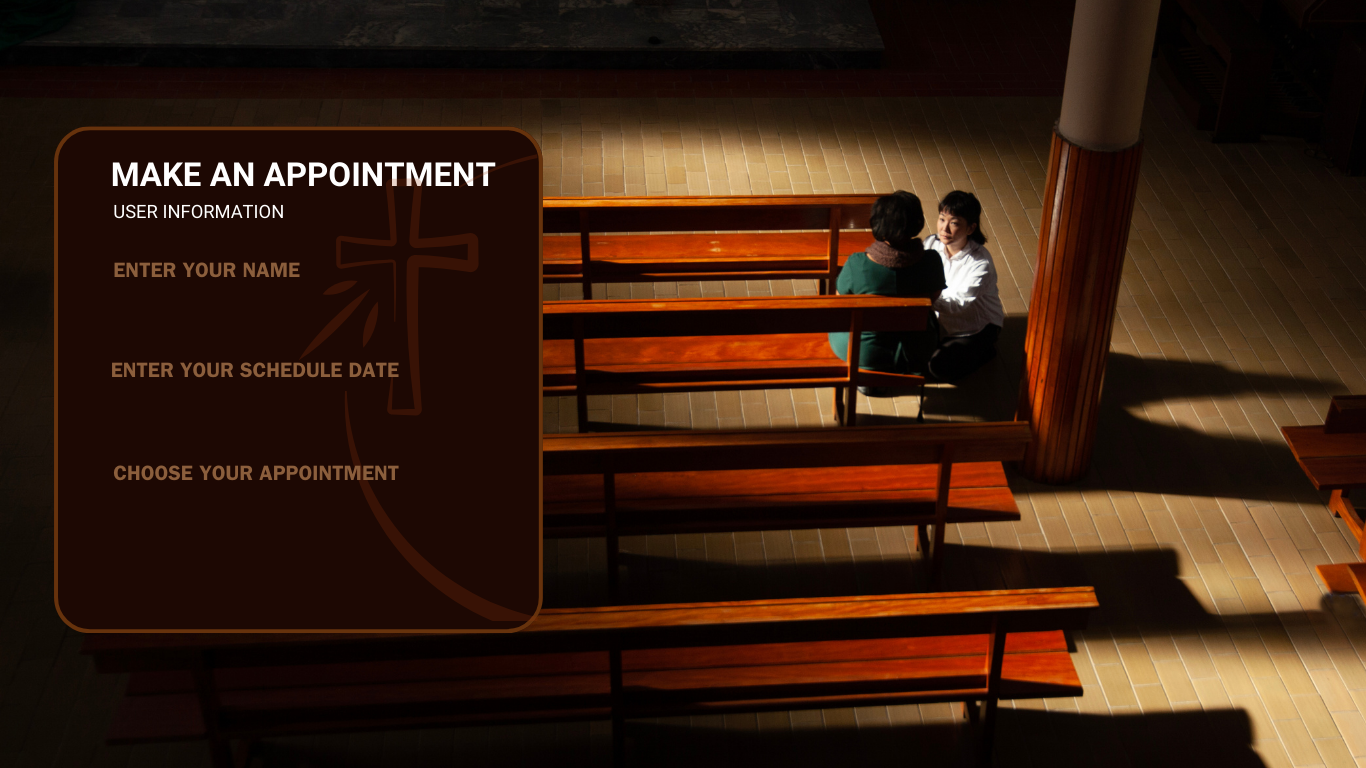 MAKE AN APPOINTMENT
USER INFORMATION
ENTER YOUR NAME
ENTER YOUR SCHEDULE DATE
CHOOSE YOUR APPOINTMENT